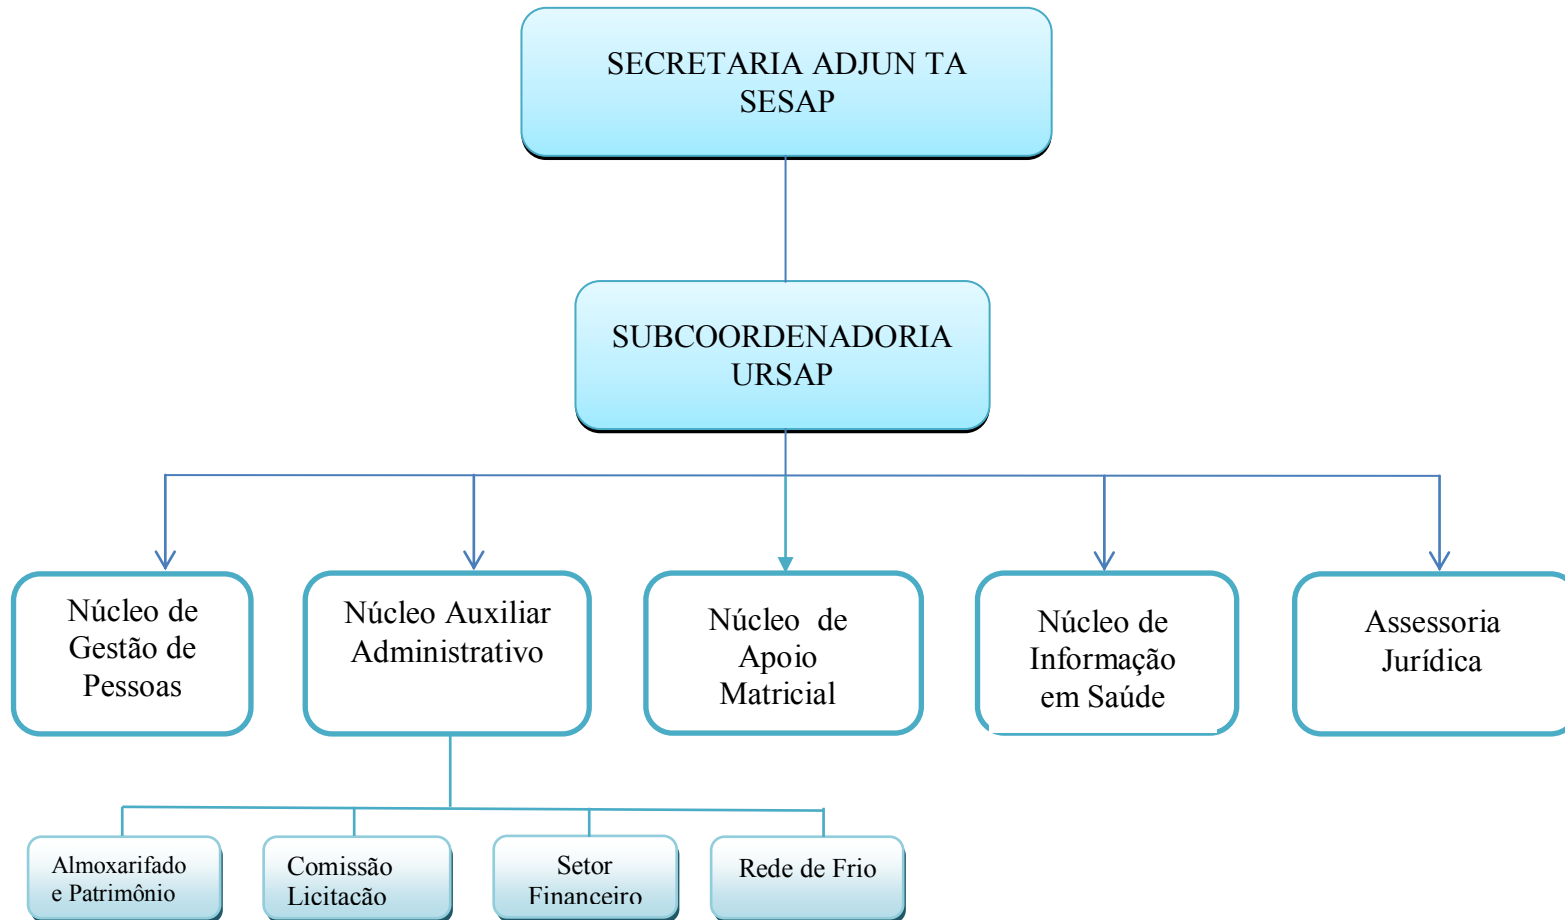 SECRETARIA ADJUN TA
SESAP
SUBCOORDENADORIA
URSAP
Núcleo de
Gestão de
Pessoas
Núcleo Auxiliar
Administrativo
Núcleo de
Apoio
Matricial
Núcleo de
Informação
em Saúde
Assessoria
Jurídica
Almoxarifado
e Patrimônio
Comissão
Licitação
Setor
Financeiro
Rede de Frio